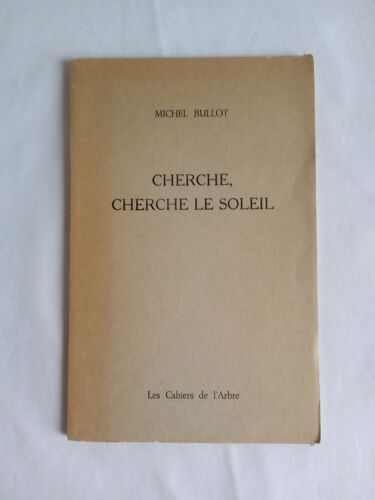 MICHEL BULLOT
CHERCHE,
CHERCHE LE SOLEIL
Les Cahiers de l'Arbre